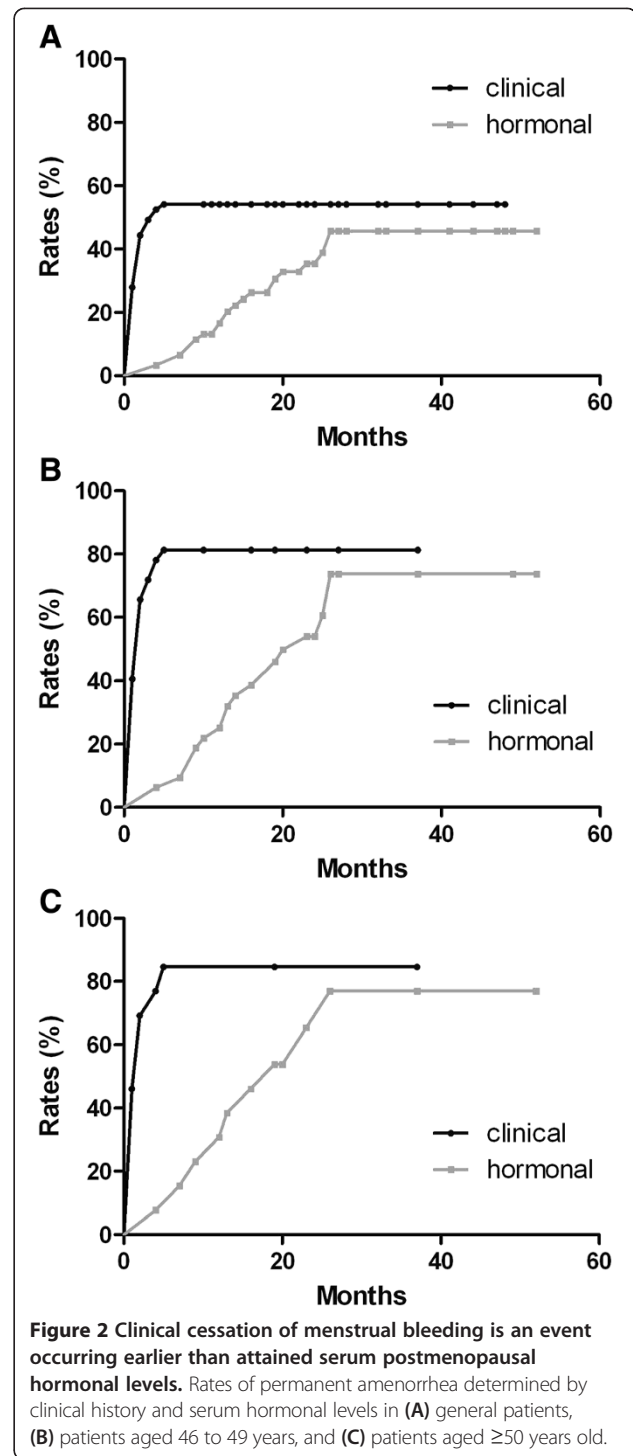 A
clinical
hormonal
100
80
60
40
20
0
Rates (%)
0 20 40 60
Months
B
100
80
60
40
20
0
Rates (%)
clinical
hormonal
0 20 40 60
Months
C
100
80
60
40
20
0
Rates (%)
clinical
hormonal
0 20 40 60
Months
Figure 2 Clinical cessation of menstrual bleeding is an event
occurring earlier than attained serum postmenopausal
hormonal levels. Rates of permanent amenorrhea determined by
clinical history and serum hormonal levels in (A) general patients,
(B) patients aged 46 to 49 years, and (C) patients aged ≥50 years old.